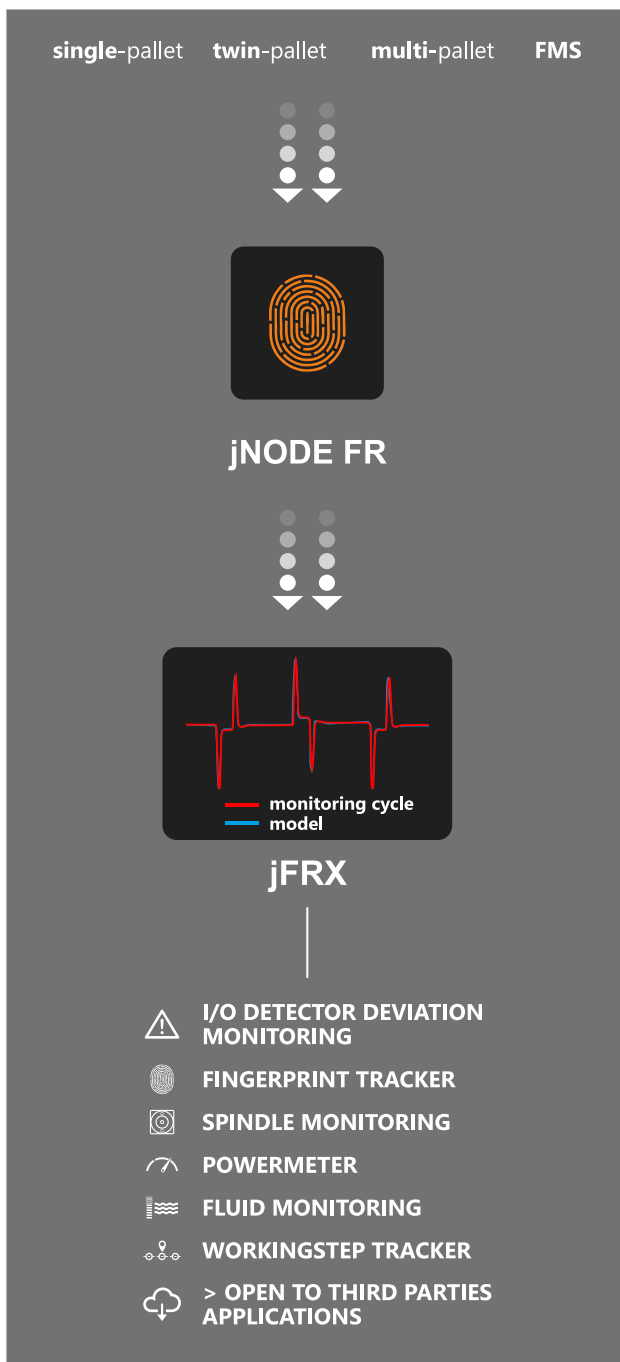 single-pallet twin-pallet multi-pallet FMS
jNODE FR
monitoring cycle
model
jFRX
I/O DETECTOR DEVIATION
MONITORING
FINGERPRINT TRACKER
SPINDLE MONITORING
POWERMETER
FLUID MONITORING
WORKINGSTEP TRACKER
> OPEN TO THIRD PARTIES
APPLICATIONS